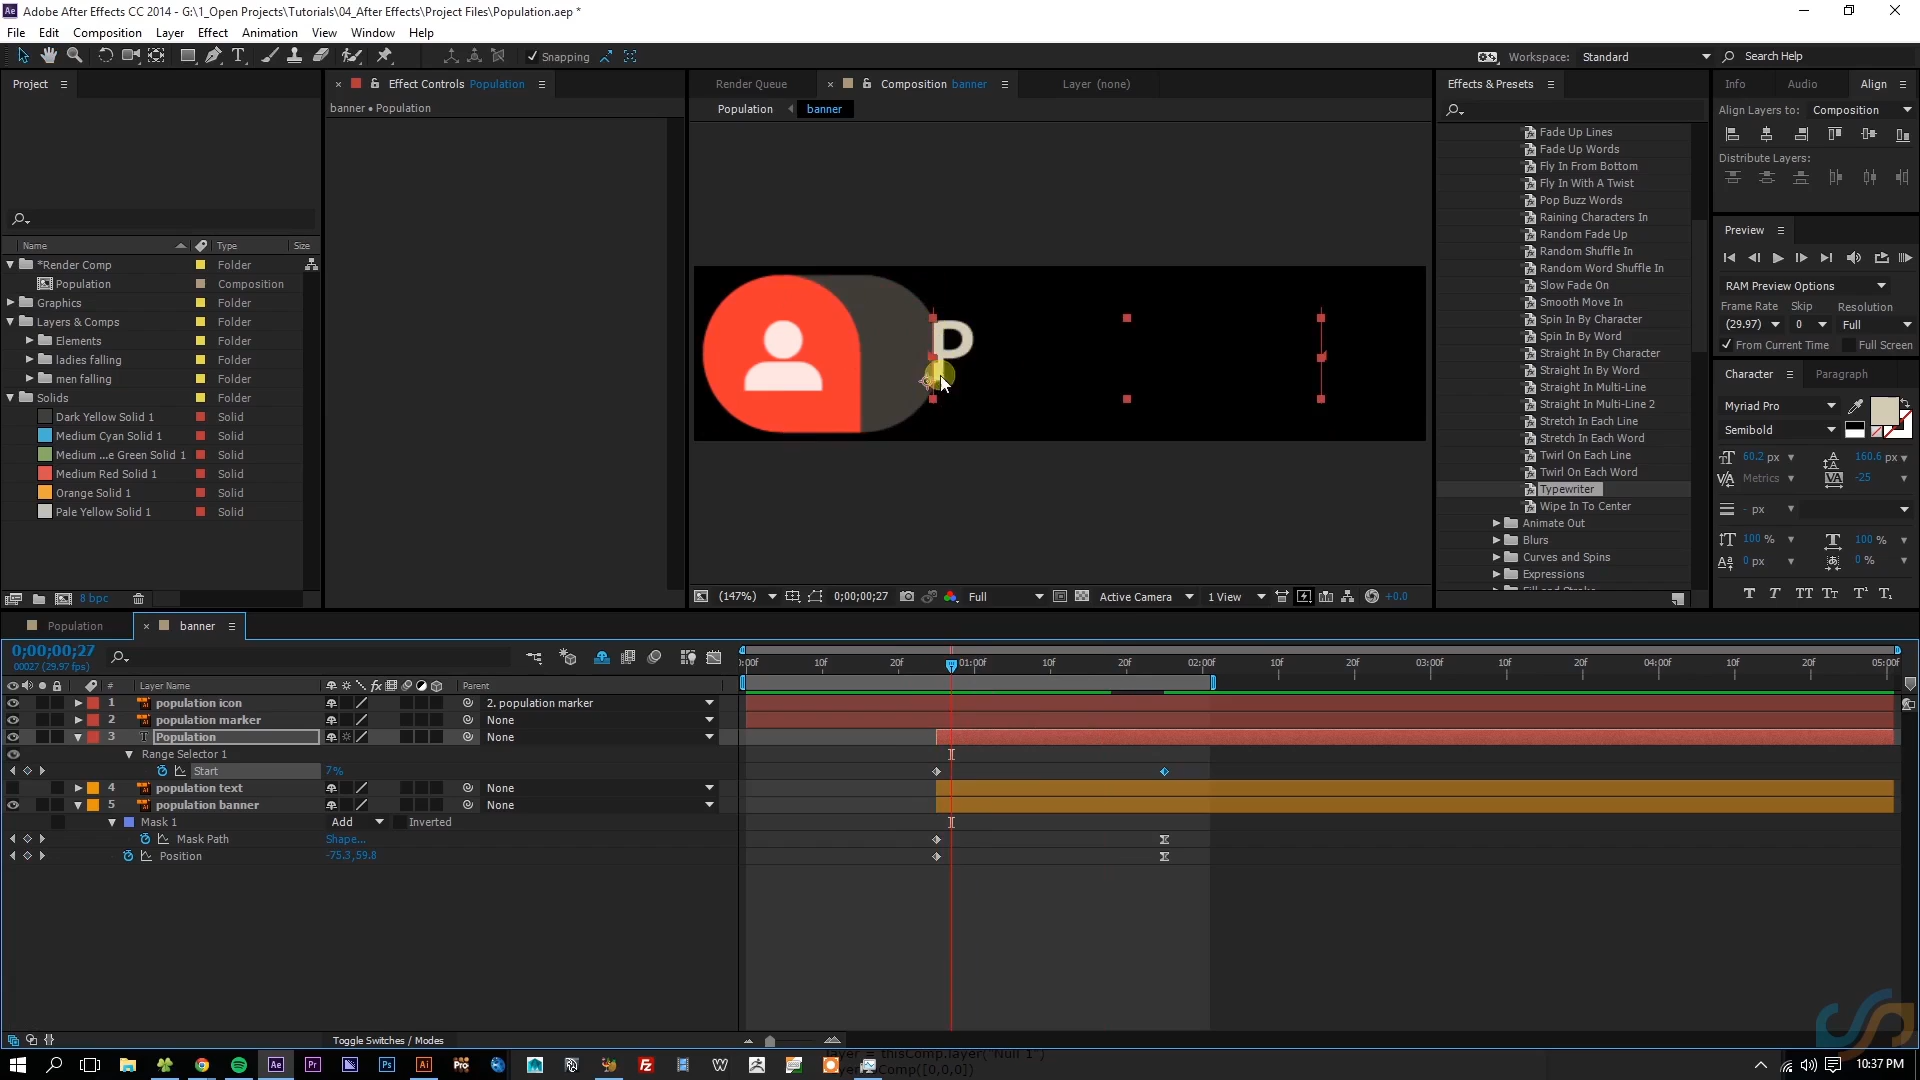 Adobe After Effects CC 2014 - G:\1_Open Projects\Tutorials\04_After Effects\Project Files\Population.aep *
File Edit Composition Layer Effect Animation View Window Help
Snapping
Workspace: Standard
Search Help
Project
Name Type Size
*Render Comp Folder
Population Composition
Graphics Folder
Layers & Comps Folder
Elements Folder
ladies falling Folder
men falling Folder
Solids Folder
Dark Yellow Solid 1 Solid
Medium Cyan Solid 1 Solid
Medium ...e Green Solid 1 Solid
Medium Red Solid 1 Solid
Orange Solid 1 Solid
Pale Yellow Solid 1 Solid
8 bpc
Effect Controls Population
banner • Population
Render Queue
Composition banner
Layer (none)
Population banner
P
(147%) 0;00;00;27 Full Active Camera 1 View +0.0
Effects & Presets
Fade Up Lines
Fade Up Words
Fly In From Bottom
Fly In With A Twist
Pop Buzz Words
Raining Characters In
Random Fade Up
Random Shuffle In
Random Word Shuffle In
Slow Fade On
Smooth Move In
Spin In By Character
Spin In By Word
Straight In By Character
Straight In By Word
Straight In Multi-Line
Straight In Multi-Line 2
Stretch In Each Line
Stretch In Each Word
Twirl On Each Line
Twirl On Each Word
Typewriter
Wipe In To Center
Animate Out
Blurs
Curves and Spins
Expressions
Info Audio Align
Align Layers to: Composition
Distribute Layers:
Preview
RAM Preview Options
Frame Rate Skip Resolution
(29.97) 0 Full
From Current Time Full Screen
Character Paragraph
Myriad Pro
Semibold
60.2 px 160.6 px
Metrics -25
- px
100 % 100 %
0 px 0 %
Population banner
0;00;00;27
00027 (29.97 fps)
# Layer Name Parent
1 population icon 2. population marker
2 population marker None
3 Population None
Range Selector 1
Start 7%
4 population text None
5 population banner None
Mask 1 Add Inverted
Mask Path Shape...
Position -75.3,59.8
):00f 10f 20f 01:00f 10f 20f 02:00f 10f 20f 03:00f 10f 20f 04:00f 10f 20f 05:00f
Toggle Switches / Modes
layer = thisComp.layer("Null 1")
10:37 PM